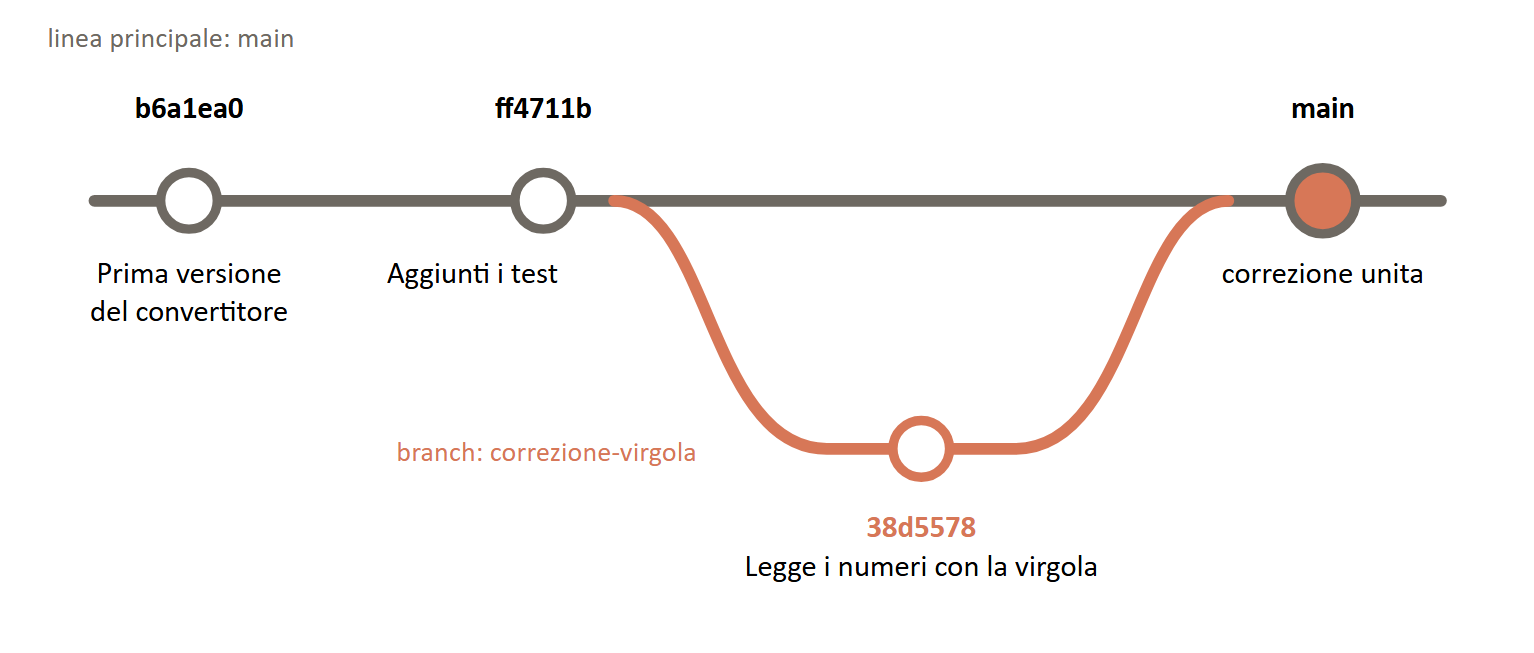 linea principale: main
b6a1ea0
ff4711b
main
Prima versione
del convertitore
Aggiunti i test
correzione unita
branch: correzione-virgola
38d5578
Legge i numeri con la virgola